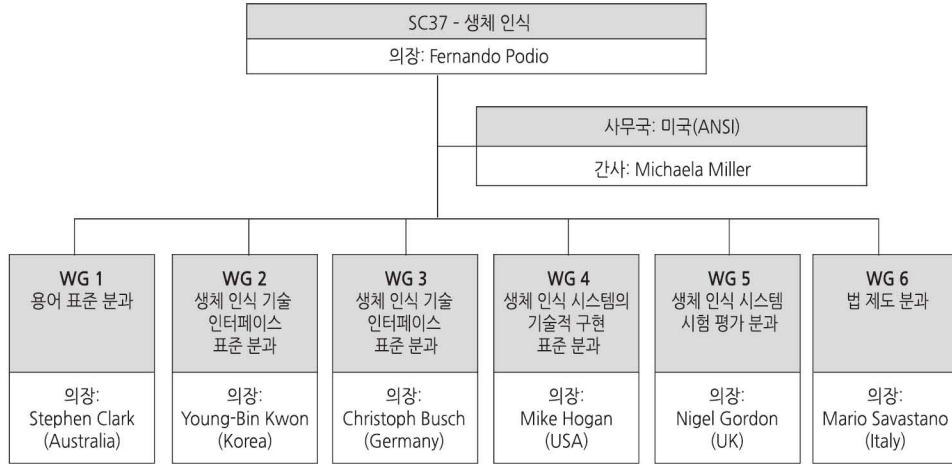 SC37 - 생체 인식
의장: Fernando Podio
사무국: 미국(ANSI)
간사: Michaela Miller
WG 1
용어 표준 분과
의장:
Stephen Clark
(Australia)
WG 2
생체 인식 기술
인터페이스
표준 분과
의장:
Young-Bin Kwon
(Korea)
WG 3
생체 인식 기술
인터페이스
표준 분과
의장:
Christoph Busch
(Germany)
WG 4
생체 인식 시스템의
기술적 구현
표준 분과
의장:
Mike Hogan
(USA)
WG 5
생체 인식 시스템
시험 평가 분과
의장:
Nigel Gordon
(UK)
WG 6
법 제도 분과
의장:
Mario Savastano
(Italy)